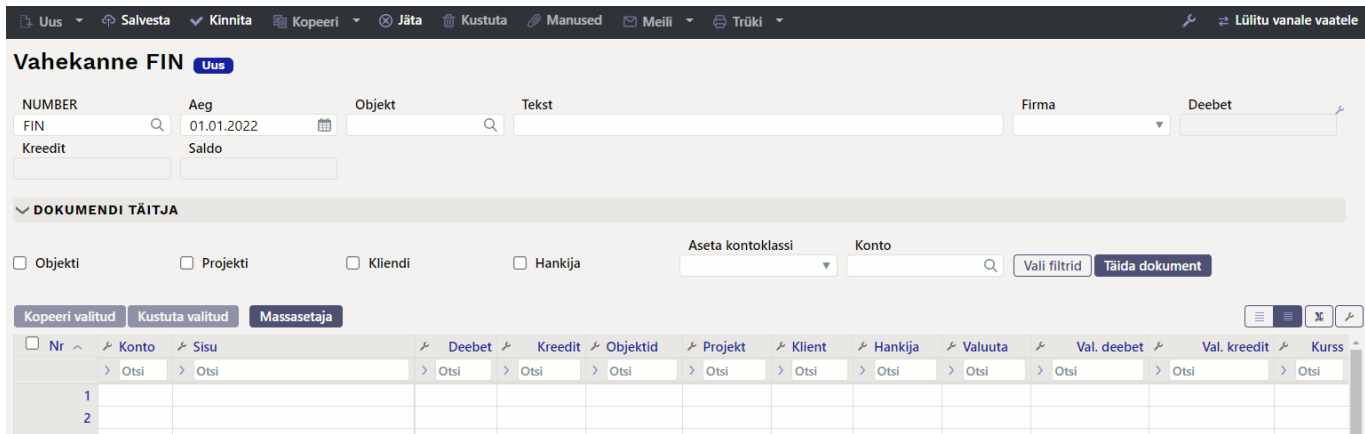 Uus Salvesta Kinnita Kopeeri Jäta Kustuta Manused Meili Trüki Lülitu vanale vaatele
Vahekanne FIN Uus
NUMBER Aeg Objekt Tekst Firma Deebet
FIN 01.01.2022
Kreedit Saldo
DOKUMENDI TÄITJA
Aseta kontoklassi Konto
Objekti Projekti Kliendi Hankija Vali filtrid Täida dokument
Kopeeri valitud Kustuta valitud Massasetaja
Nr Konto Sisu Deebet Kreedit Objektid Projekt Klient Hankija Valuuta Val. deebet Val. kreedit Kurss
Otsi Otsi Otsi Otsi Otsi Otsi Otsi Otsi Otsi Otsi Otsi Otsi
1
2